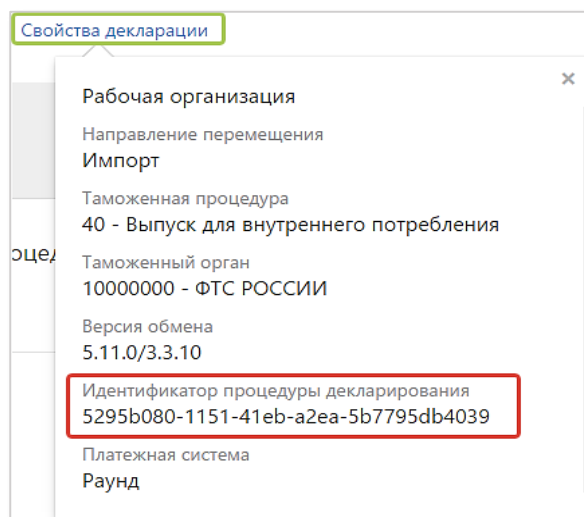 Свойства декларации
×
Рабочая организация
Направление перемещения
Импорт
Таможенная процедура
40 - Выпуск для внутреннего потребления
оцед
Таможенный орган
10000000 - ФТС РОССИИ
Версия обмена
5.11.0/3.3.10
Идентификатор процедуры декларирования
5295b080-1151-41eb-a2ea-5b7795db4039
Платежная система
Раунд